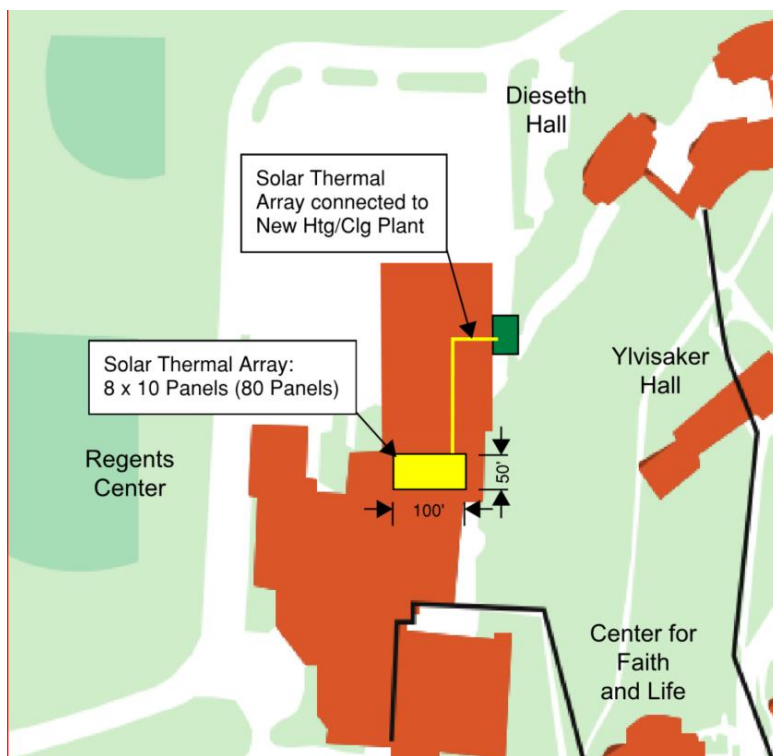 Dieseth
Hall
Solar Thermal
Array connected to
New Htg/Clg Plant
Solar Thermal Array:
8 x 10 Panels (80 Panels)
Ylvisaker
Hall
Regents
Center
50'
100'
Center for
Faith
and Life